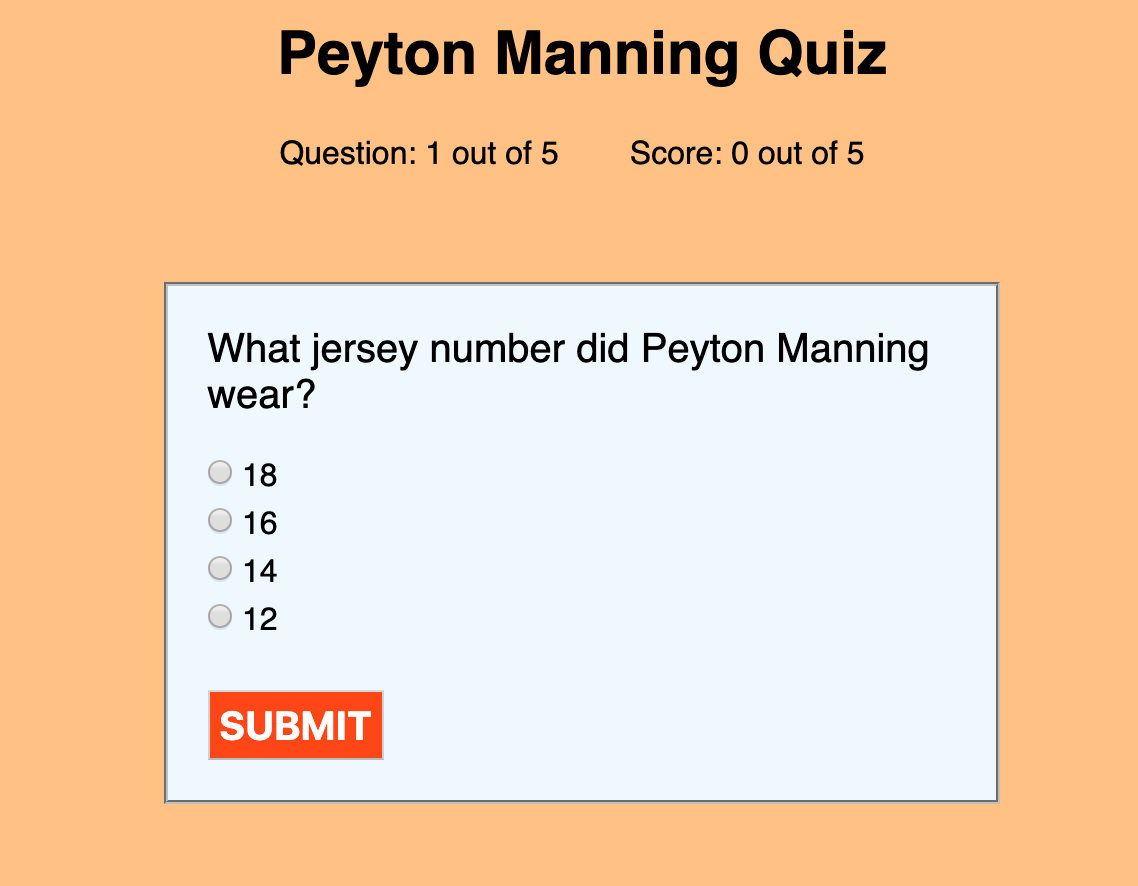 Peyton Manning Quiz
Question: 1 out of 5 Score: 0 out of 5
What jersey number did Peyton Manning
wear?
18
16
14
12
SUBMIT